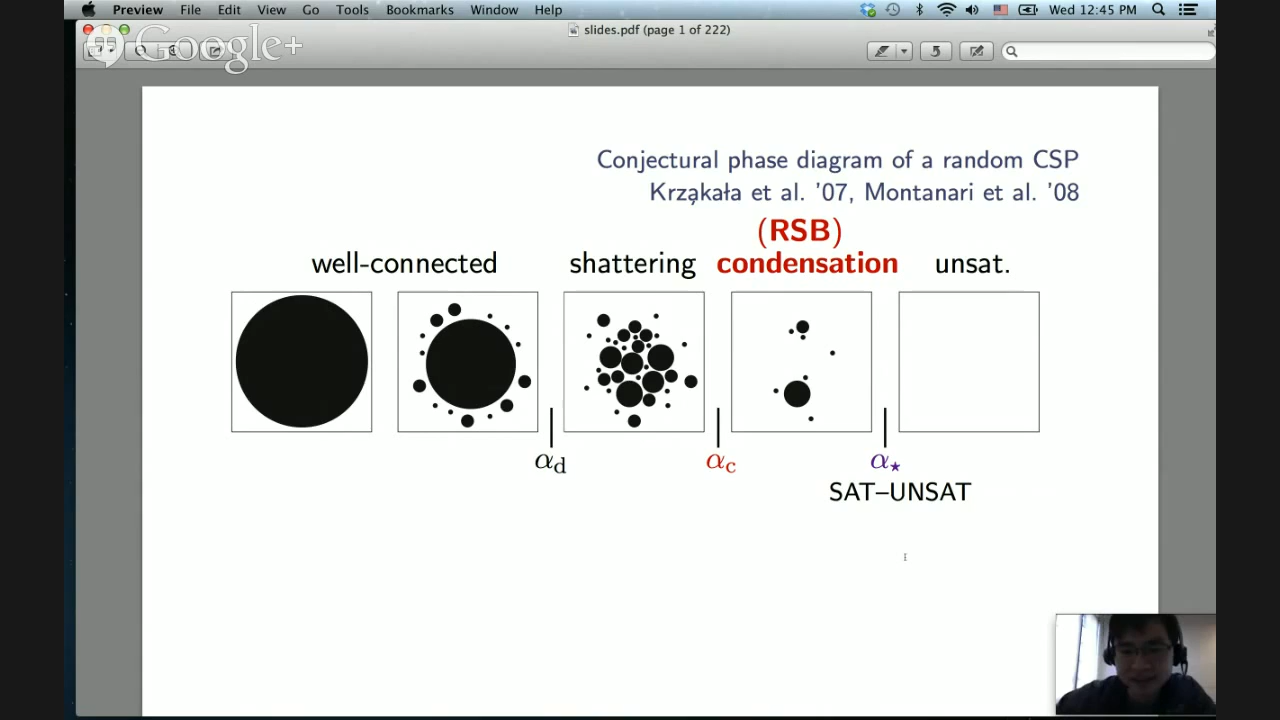 Preview File Edit View Go Tools Bookmarks Window Help Wed 12:45 PM
Google+
slides.pdf (page 1 of 222)
Conjectural phase diagram of a random CSP
Krząkała et al. '07, Montanari et al. '08
(RSB)
well-connected shattering condensation unsat.
αd αc α⋆
SAT–UNSAT